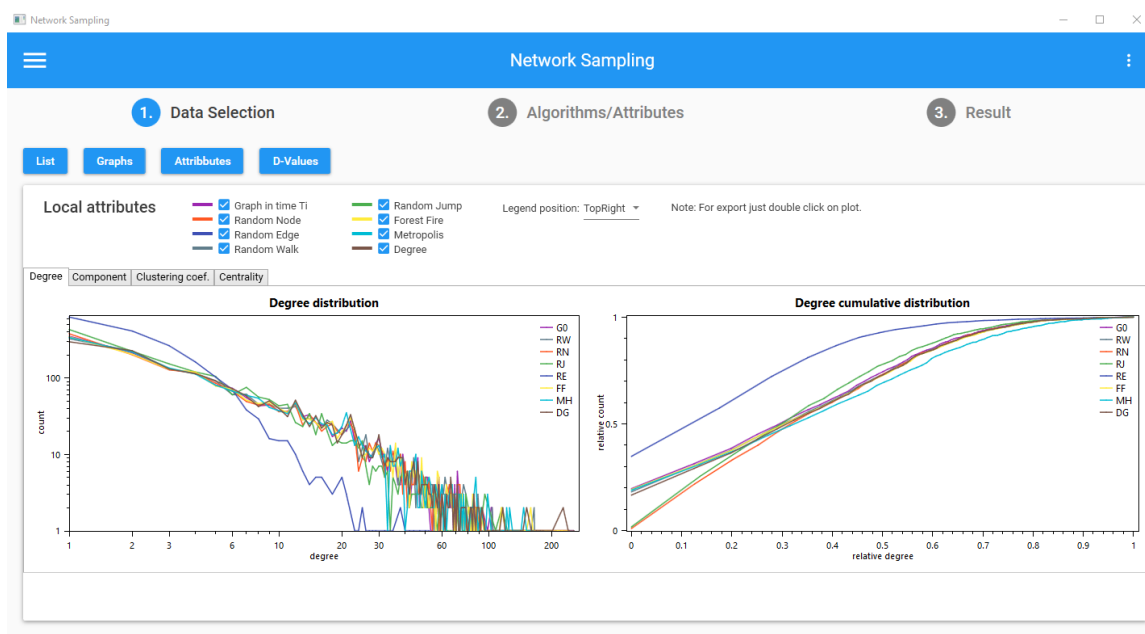 Network Sampling
Network Sampling
1. Data Selection
2. Algorithms/Attributes
3. Result
List Graphs Attribbutes D-Values
Local attributes
Graph in time Ti
Random Node
Random Edge
Random Walk
Random Jump
Forest Fire
Metropolis
Degree
Legend position: TopRight
Note: For export just double click on plot.
Degree Component Clustering coef. Centrality
Degree distribution
count
100
10
1
G0
RW
RN
RJ
RE
FF
MH
DG
1 2 3 6 10 20 30 60 100 200
degree
Degree cumulative distribution
relative count
1
0.5
0
G0
RW
RN
RJ
RE
FF
MH
DG
0 0.1 0.2 0.3 0.4 0.5 0.6 0.7 0.8 0.9 1
relative degree